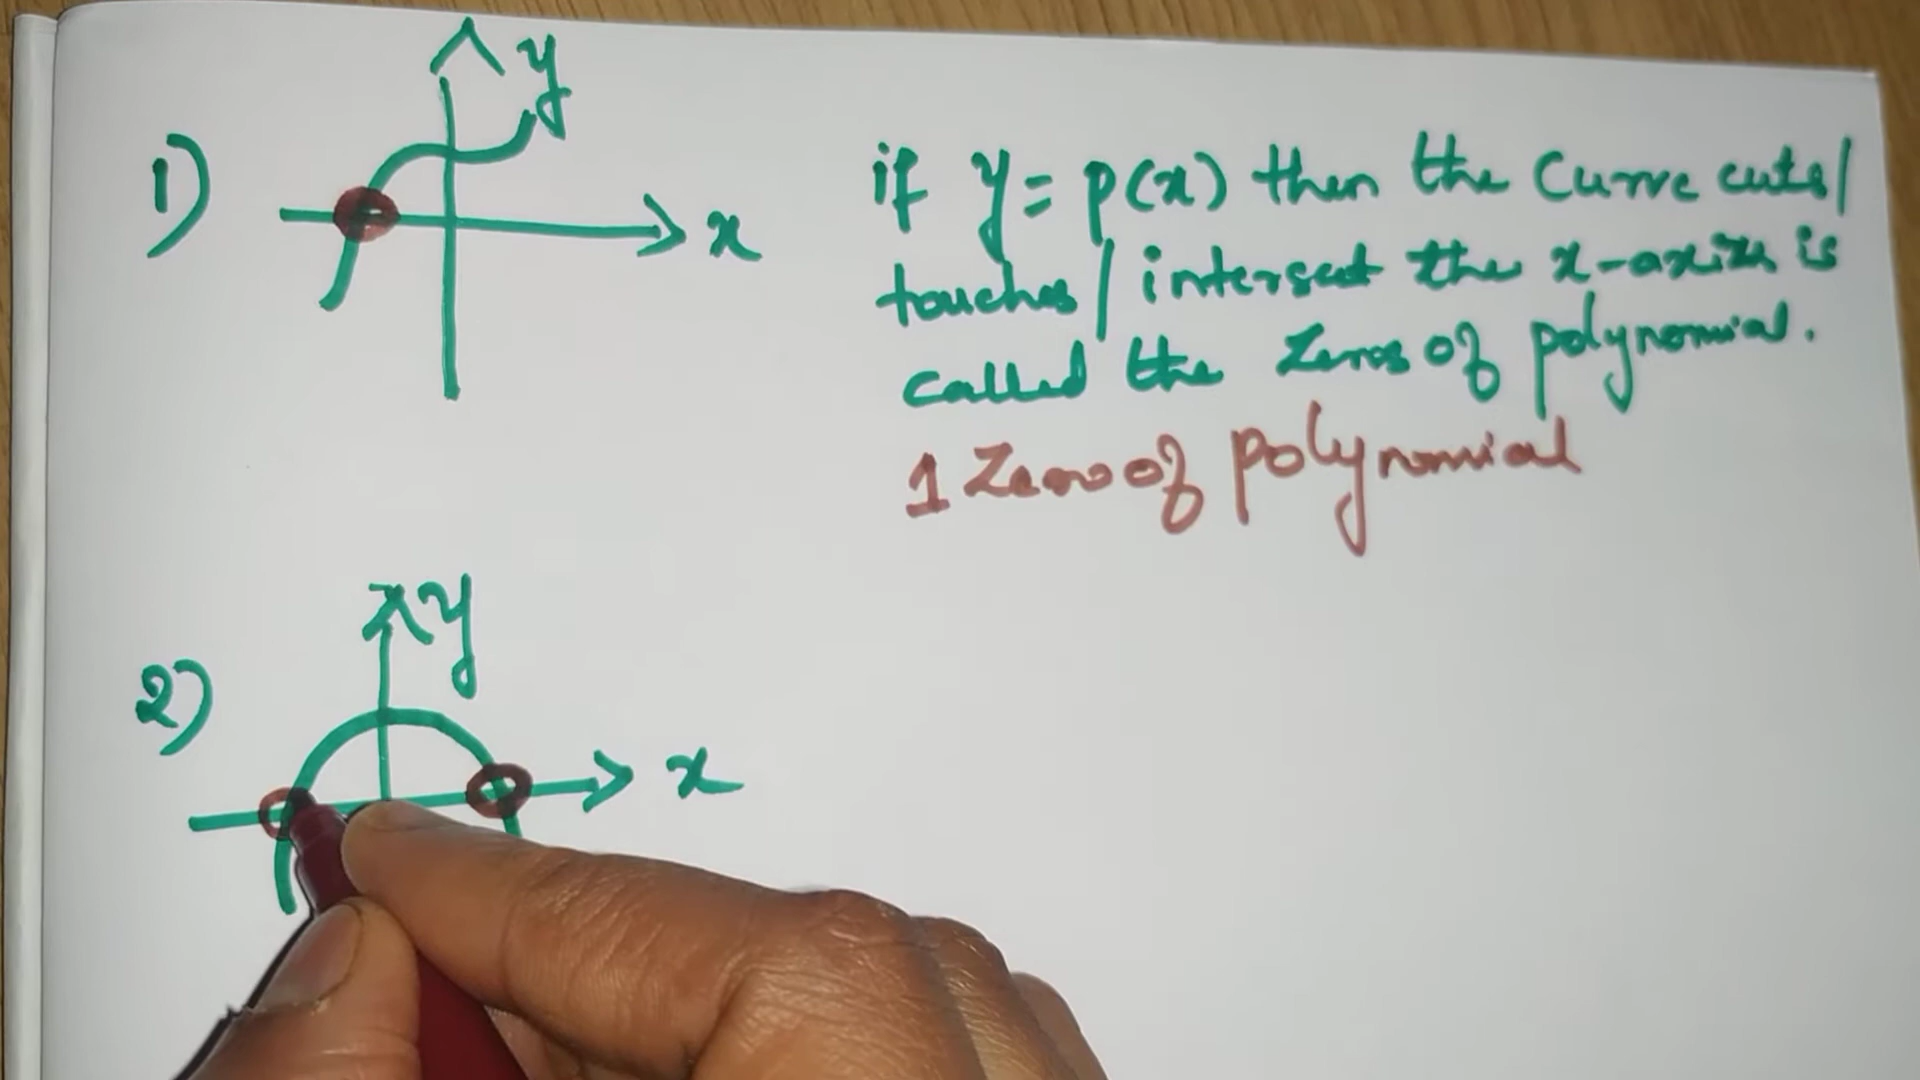 1)
y
x
if y = p(x) then the Curve cuts/
touches/ intersect the x-axis is
called the Zeros of polynomial.
1 Zero of polynomial
2)
y
x